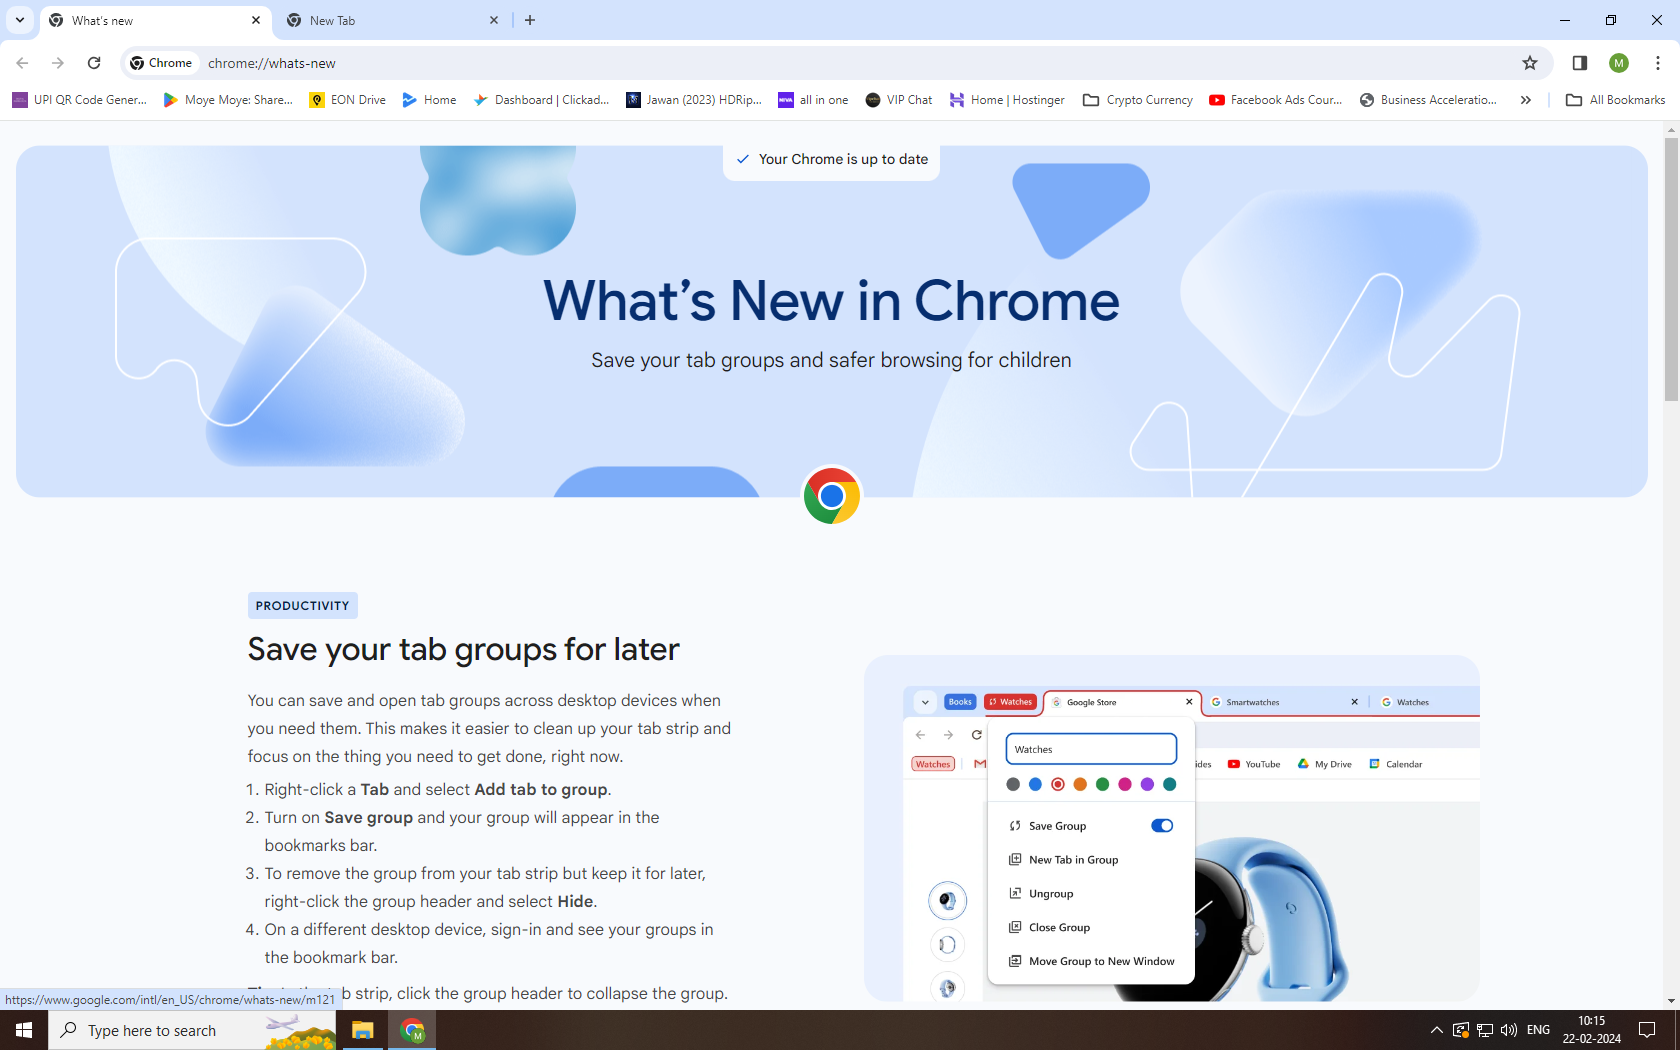 What's new
New Tab
Chrome
chrome://whats-new
M
UPI QR Code Gener...
Moye Moye: Share...
EON Drive
Home
Dashboard | Clickad...
Jawan (2023) HDRip...
all in one
VIP Chat
Home | Hostinger
Crypto Currency
Facebook Ads Cour...
Business Acceleratio...
All Bookmarks
Your Chrome is up to date
What's New in Chrome
Save your tab groups and safer browsing for children
PRODUCTIVITY
Save your tab groups for later
You can save and open tab groups across desktop devices when
you need them. This makes it easier to clean up your tab strip and
focus on the thing you need to get done, right now.
1. Right-click a Tab and select Add tab to group.
2. Turn on Save group and your group will appear in the
bookmarks bar.
3. To remove the group from your tab strip but keep it for later,
right-click the group header and select Hide.
4. On a different desktop device, sign-in and see your groups in
the bookmark bar.
strip, click the group header to collapse the group.
Books
Watches
Google Store
Smartwatches
Watches
Watches
Watches
YouTube
My Drive
Calendar
Save Group
New Tab in Group
Ungroup
Close Group
Move Group to New Window
https://www.google.com/intl/en_US/chrome/whats-new/m121
Type here to search
M
ENG
10:15
22-02-2024